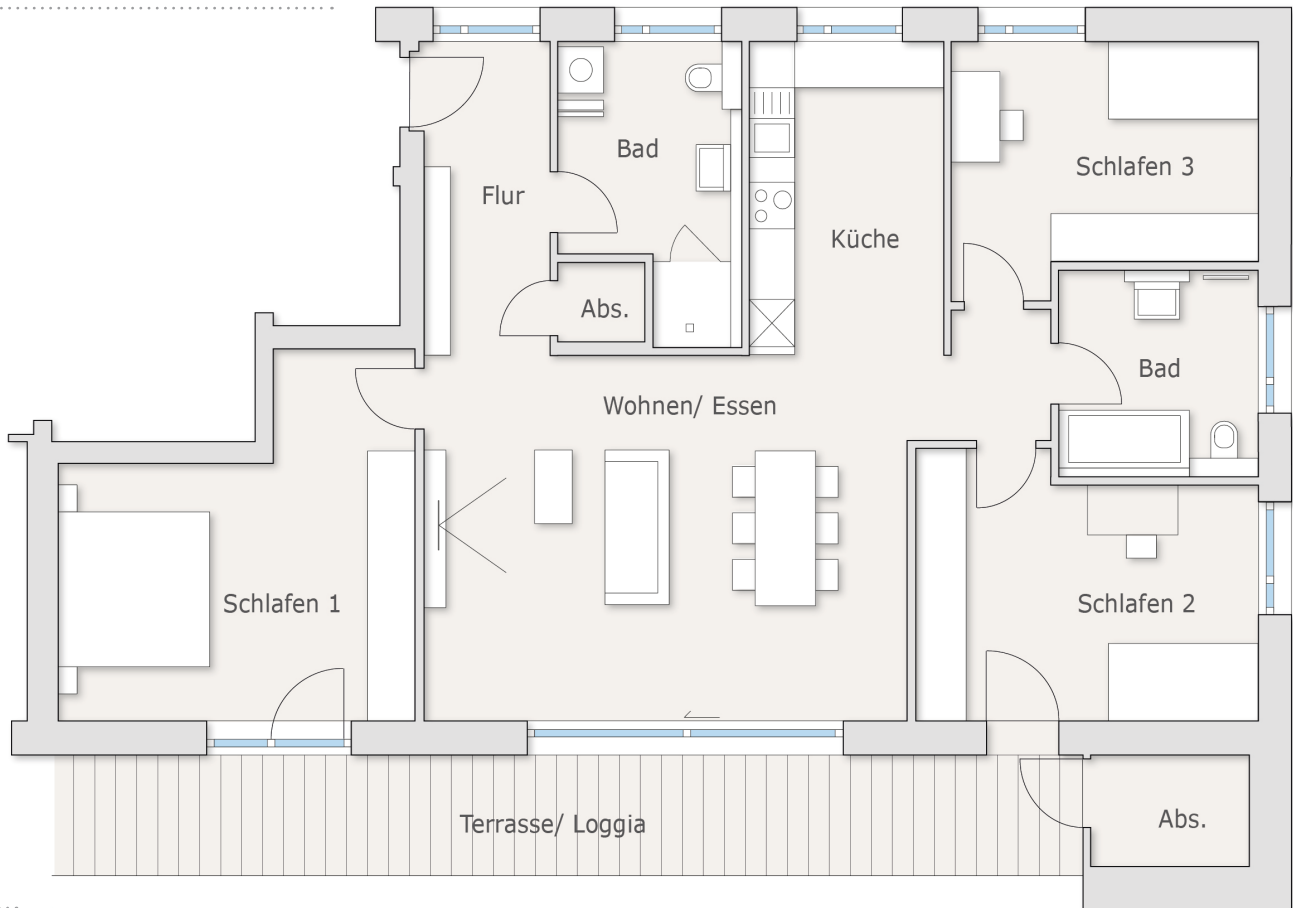 Bad
Schlafen 3
Flur
Küche
Abs.
Bad
Wohnen/ Essen
Schlafen 1
Schlafen 2
Terrasse/ Loggia
Abs.